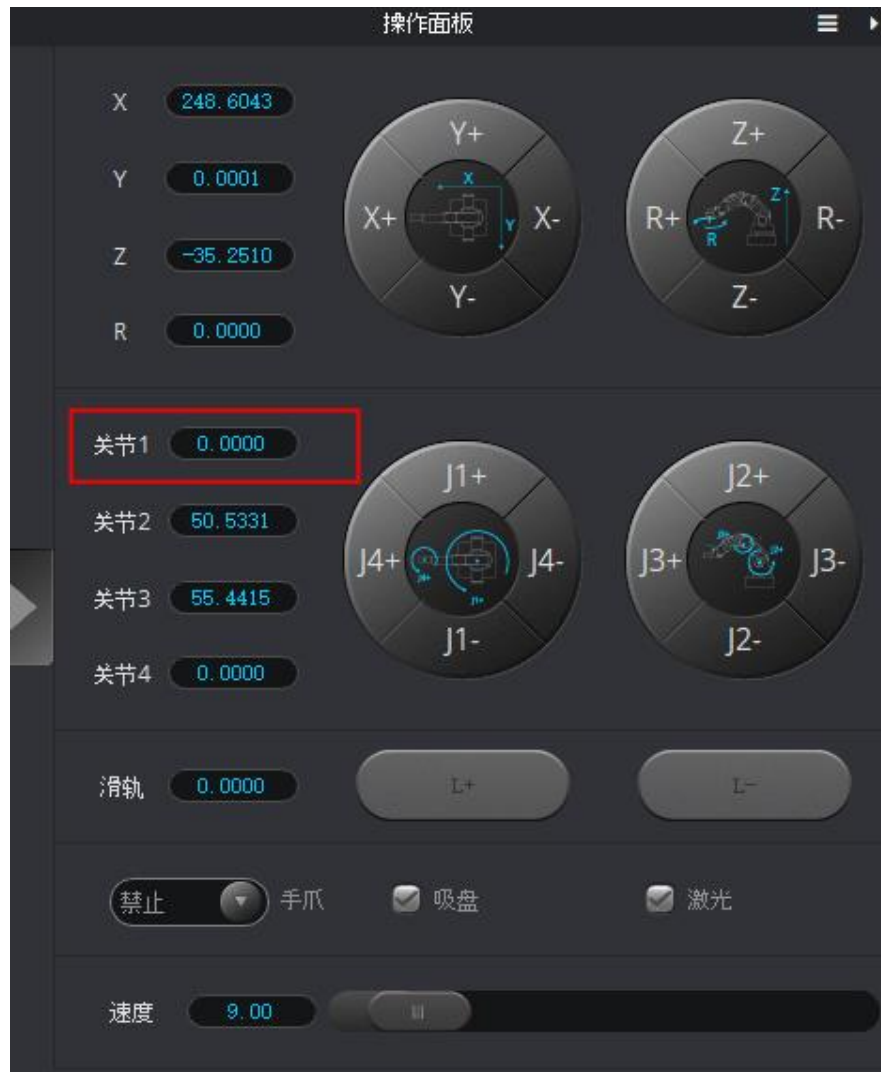 操作面板
X 248.6043
Y 0.0001
Z -35.2510
R 0.0000
Y+
X+ X-
Y-
X
Y
Z+
R+ R-
Z-
Z
R
关节1 0.0000
关节2 50.5331
关节3 55.4415
关节4 0.0000
J1+
J4+ J4-
J1-
J2+
J3+ J3-
J2-
滑轨 0.0000 L+ L-
禁止 手爪 吸盘 激光
速度 9.00